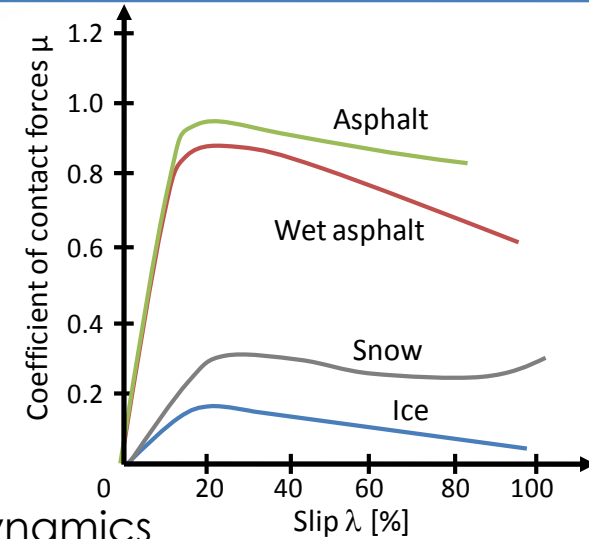 Coefficient of contact forces μ
1.2
1.0
0.8
0.6
0.4
0.2
Asphalt
Wet asphalt
Snow
Ice
0 20 40 60 80 100
Slip λ [%]